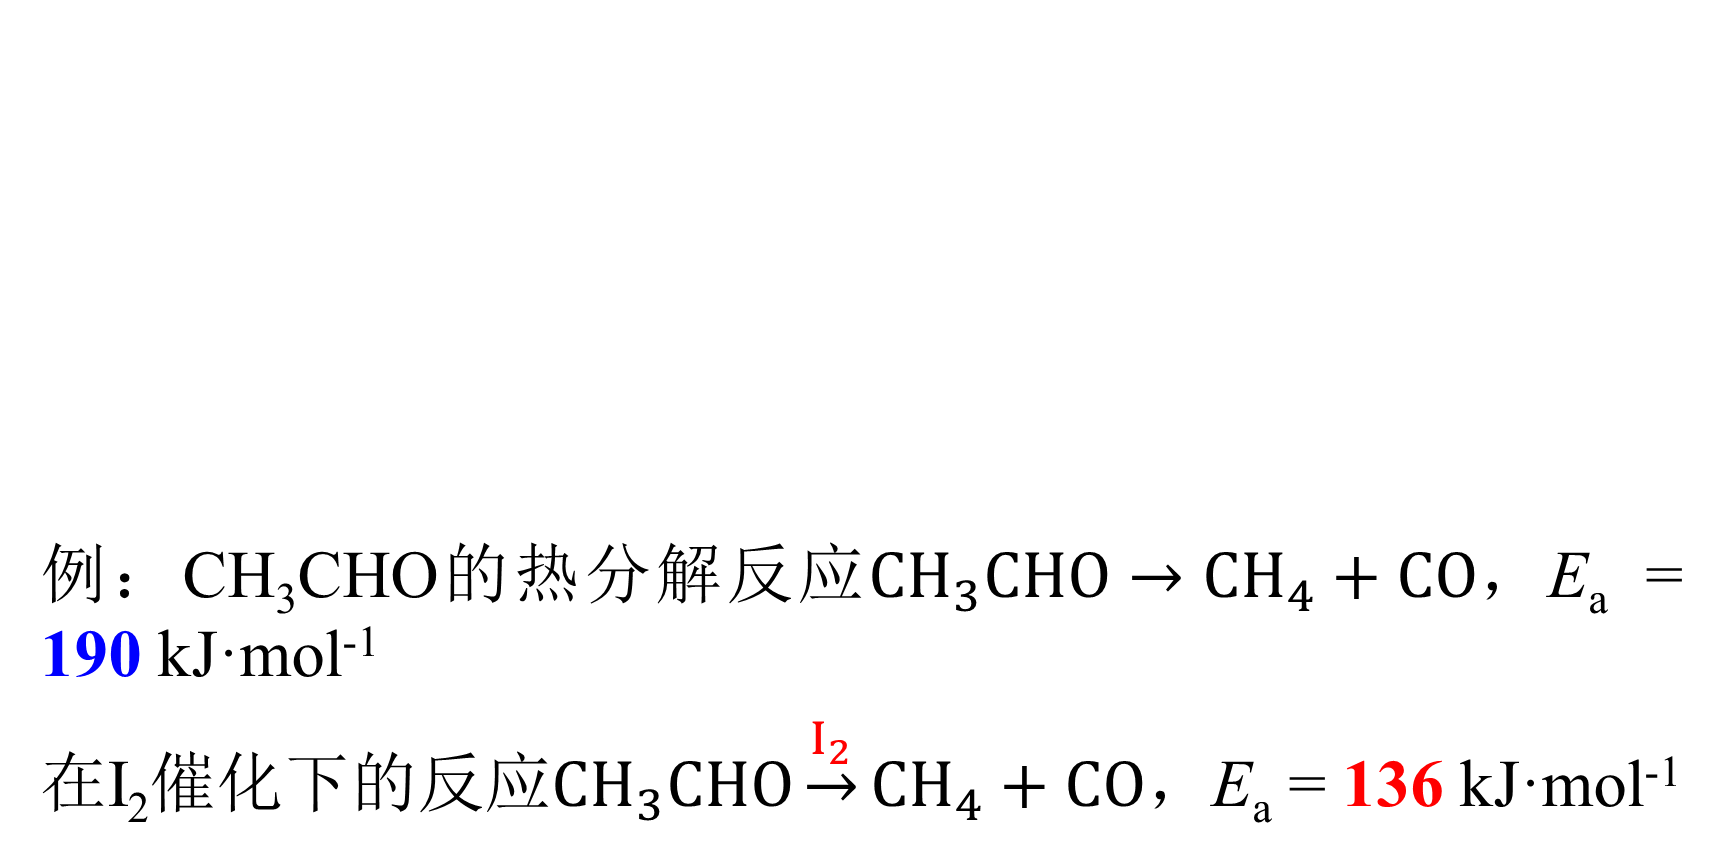 例：CH₃CHO的热分解反应CH₃CHO → CH₄ + CO，Eₐ =
190 kJ·mol⁻¹
在I₂催化下的反应CH₃CHO \xrightarrow{I₂} CH₄ + CO，Eₐ = 136 kJ·mol⁻¹